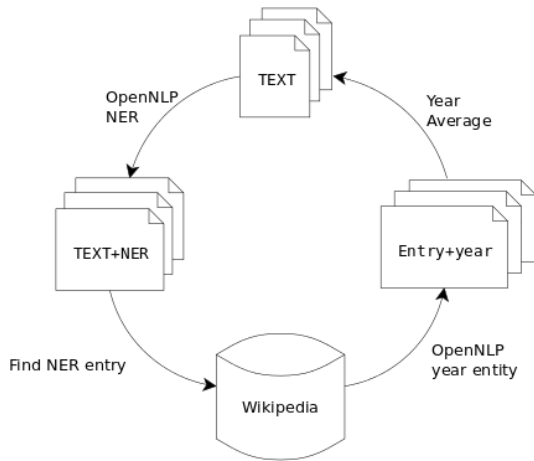 TEXT
OpenNLP
NER
Year
Average
TEXT+NER
Entry+year
Find NER entry
Wikipedia
OpenNLP
year entity